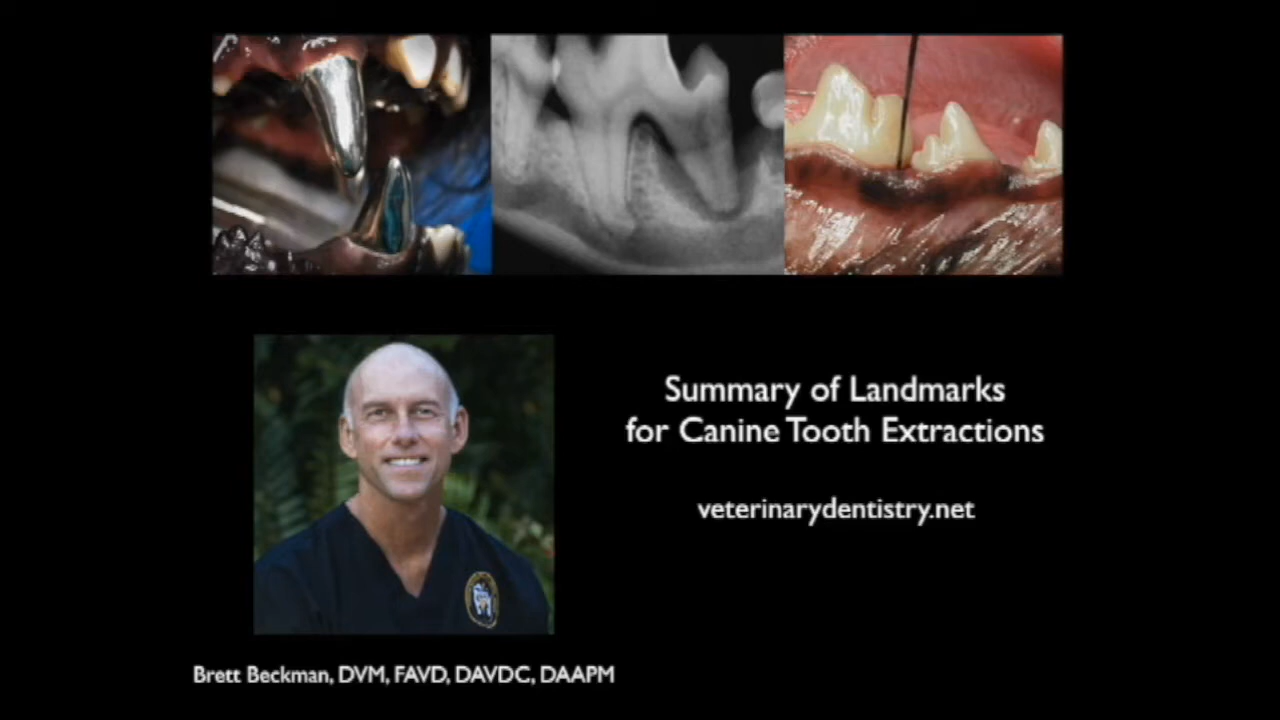 Summary of Landmarks
for Canine Tooth Extractions
veterinarydentistry.net
Brett Beckman, DVM, FAVD, DAVDC, DAAPM